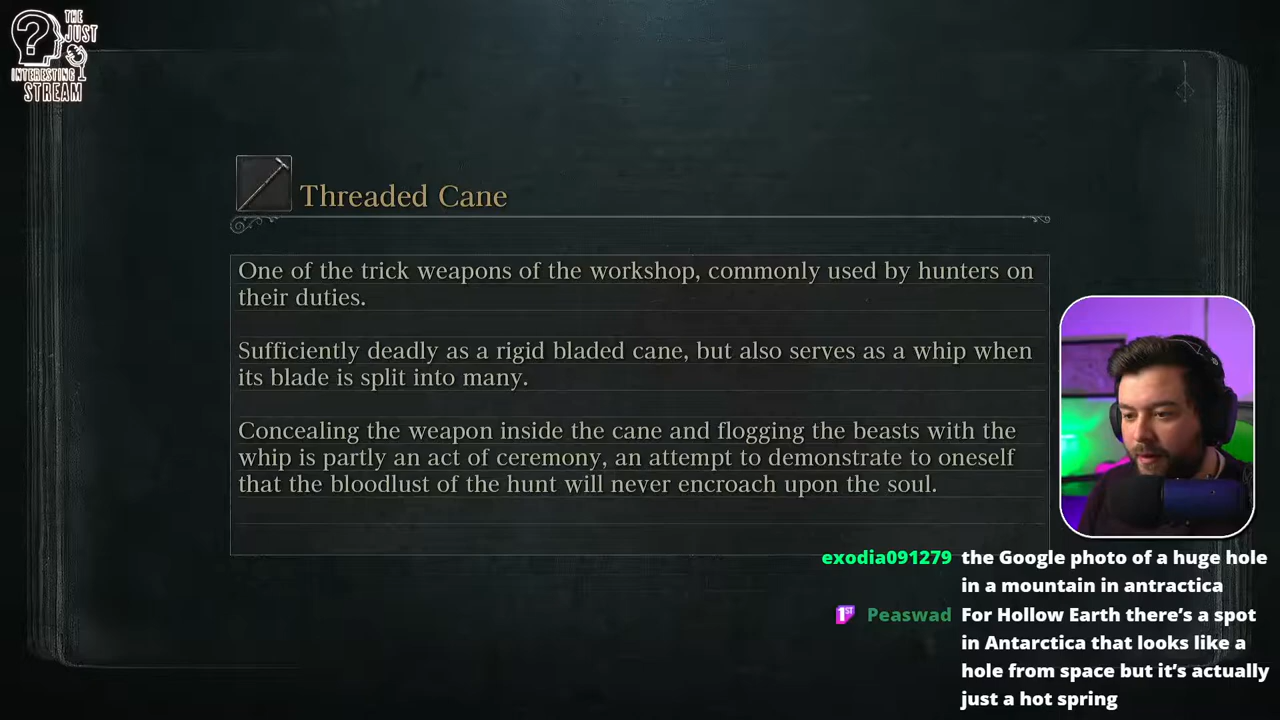 THE
JUST
INTERESTING
STREAM
Threaded Cane
One of the trick weapons of the workshop, commonly used by hunters on
their duties.
Sufficiently deadly as a rigid bladed cane, but also serves as a whip when
its blade is split into many.
Concealing the weapon inside the cane and flogging the beasts with the
whip is partly an act of ceremony, an attempt to demonstrate to oneself
that the bloodlust of the hunt will never encroach upon the soul.
exodia091279 the Google photo of a huge hole
in a mountain in antractica
1ST Peaswad For Hollow Earth there’s a spot
in Antarctica that looks like a
hole from space but it’s actually
just a hot spring